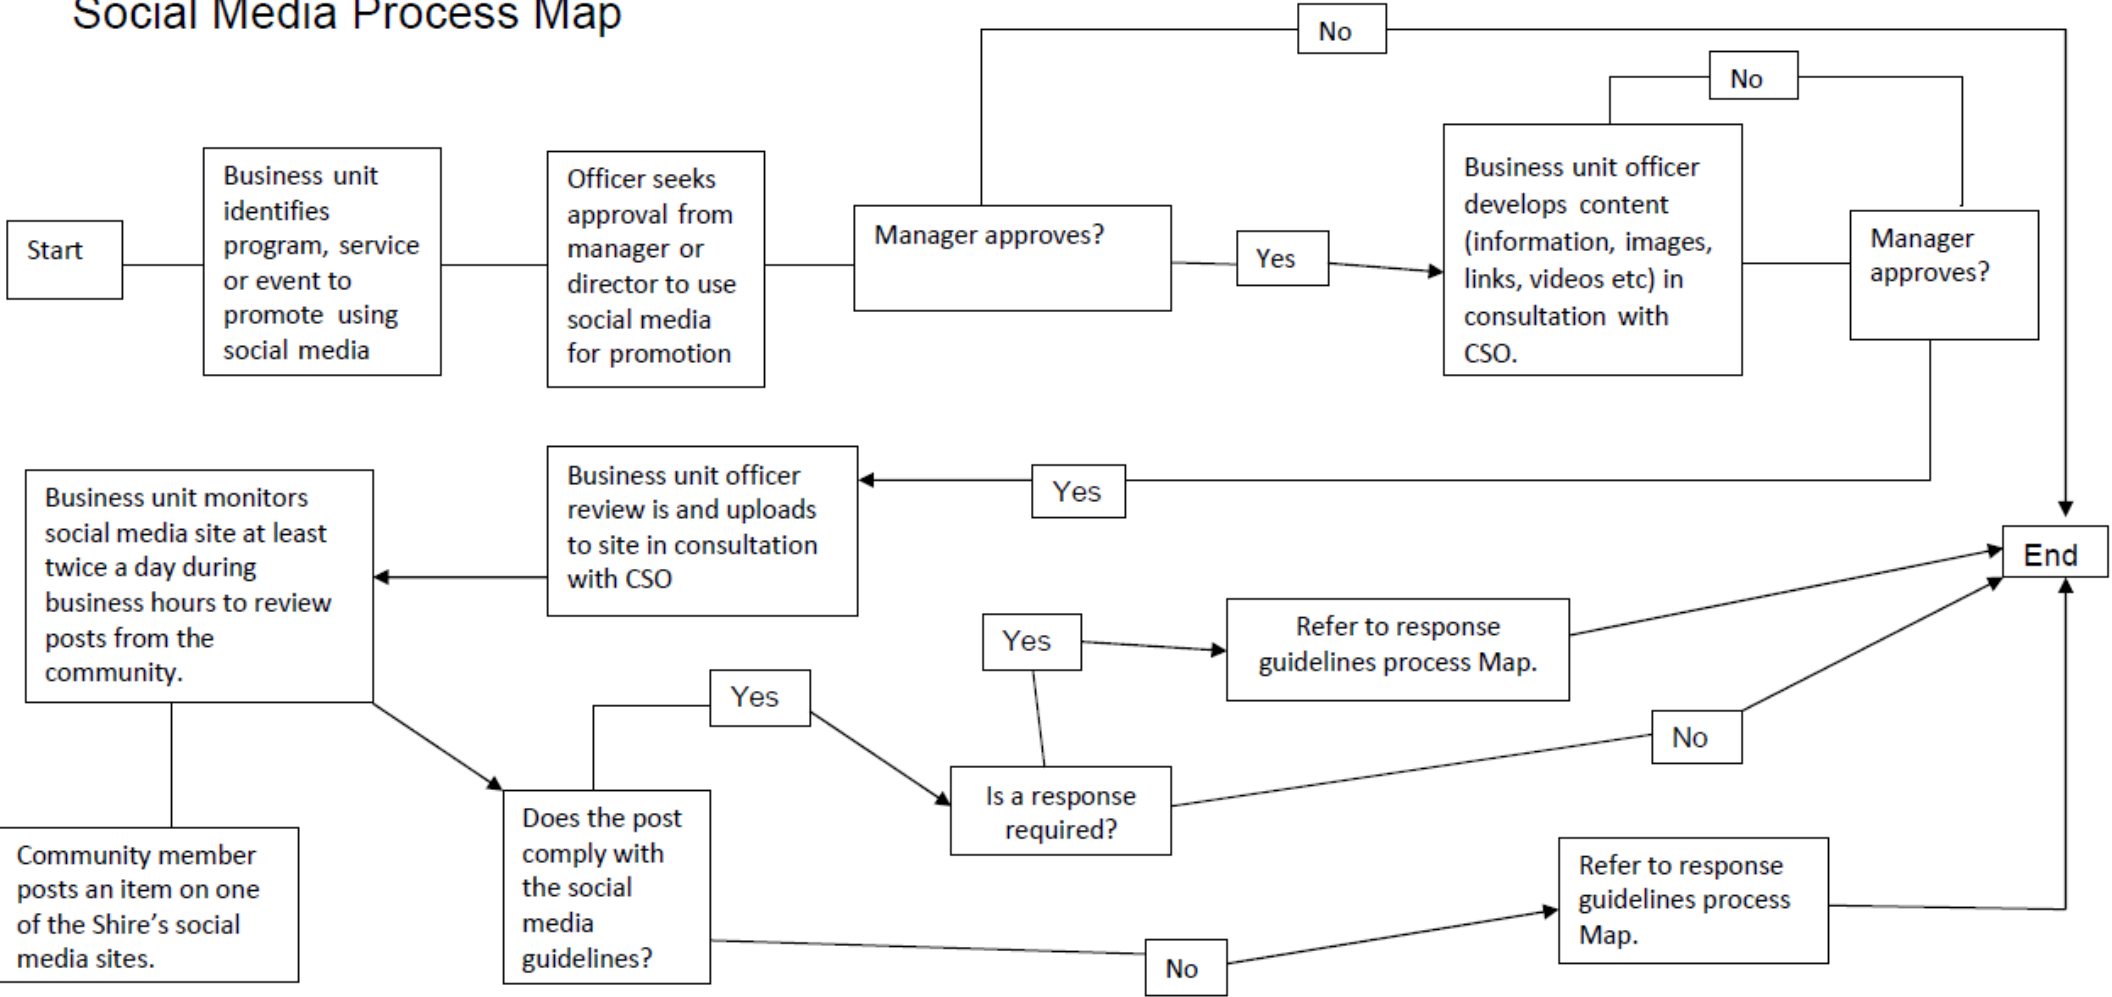 Social Media Process Map
No
No
Start
Business unit
identifies
program, service
or event to
promote using
social media
Officer seeks
approval from
manager or
director to use
social media
for promotion
Manager approves?
Yes
Business unit officer
develops content
(information, images,
links, videos etc) in
consultation with
CSO.
Manager
approves?
Yes
Business unit officer
review is and uploads
to site in consultation
with CSO
Business unit monitors
social media site at least
twice a day during
business hours to review
posts from the
community.
Community member
posts an item on one
of the Shire’s social
media sites.
Does the post
comply with
the social
media
guidelines?
Yes
Is a response
required?
Yes
Refer to response
guidelines process Map.
No
No
Refer to response
guidelines process
Map.
End